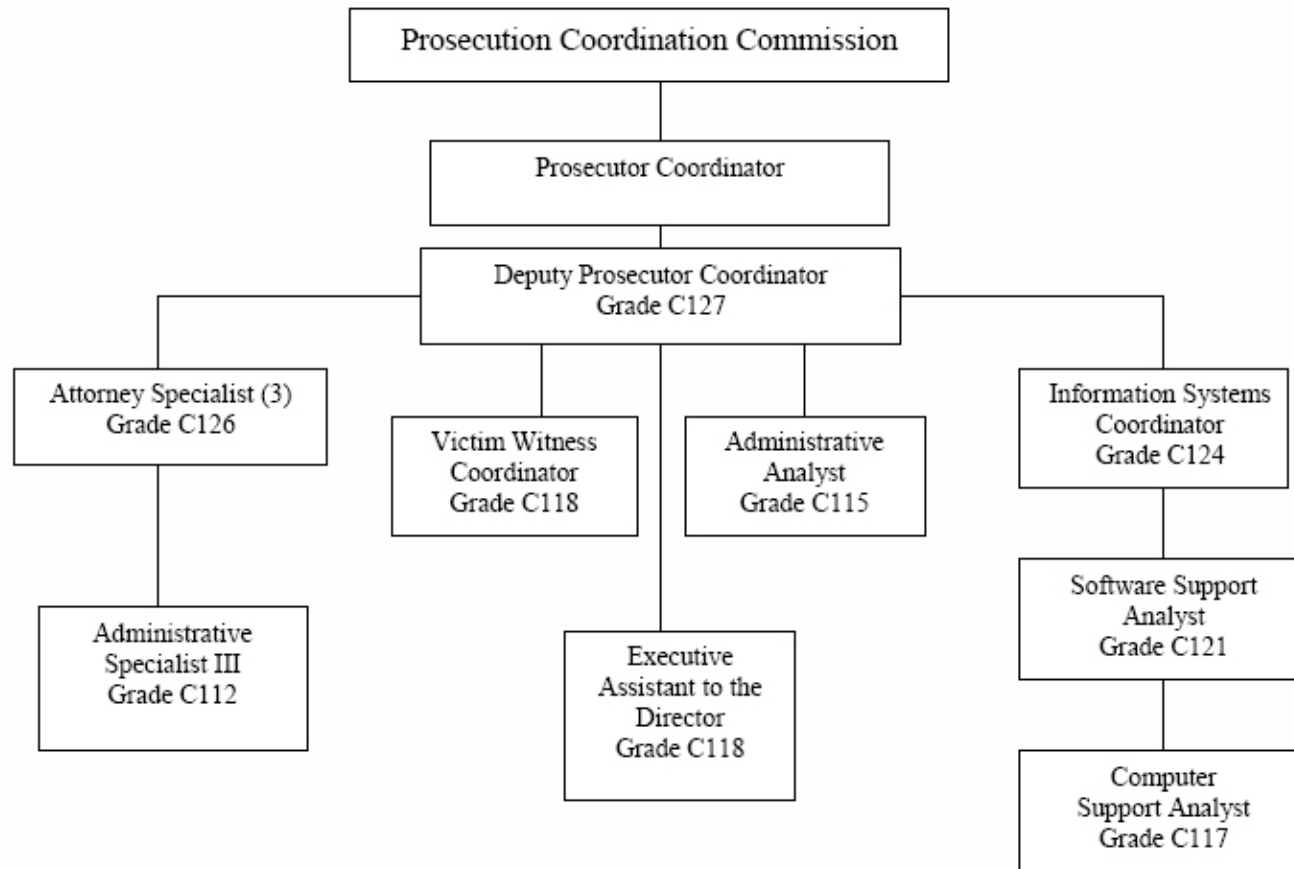 Prosecution Coordination Commission
Prosecutor Coordinator
Deputy Prosecutor Coordinator
Grade C127
Attorney Specialist (3)
Grade C126
Victim Witness
Coordinator
Grade C118
Administrative
Analyst
Grade C115
Information Systems
Coordinator
Grade C124
Administrative
Specialist III
Grade C112
Executive
Assistant to the
Director
Grade C118
Software Support
Analyst
Grade C121
Computer
Support Analyst
Grade C117